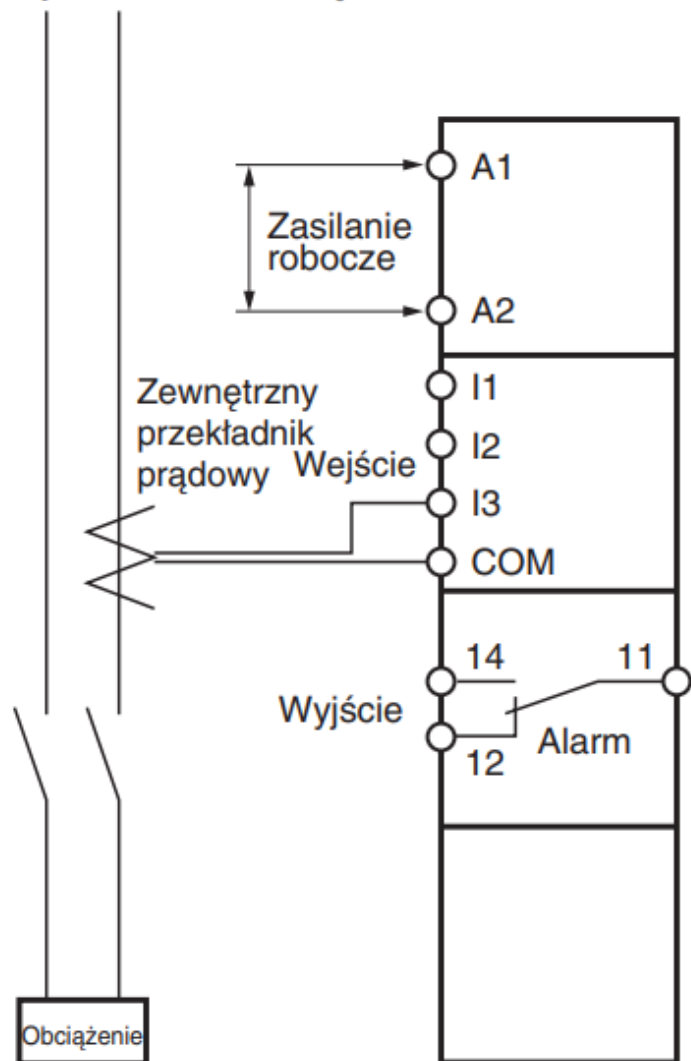 A1
Zasilanie
robocze
A2
Zewnętrzny
przekładnik
prądowy
Wejście
I1
I2
I3
COM
14
11
Wyjście
12
Alarm
Obciążenie